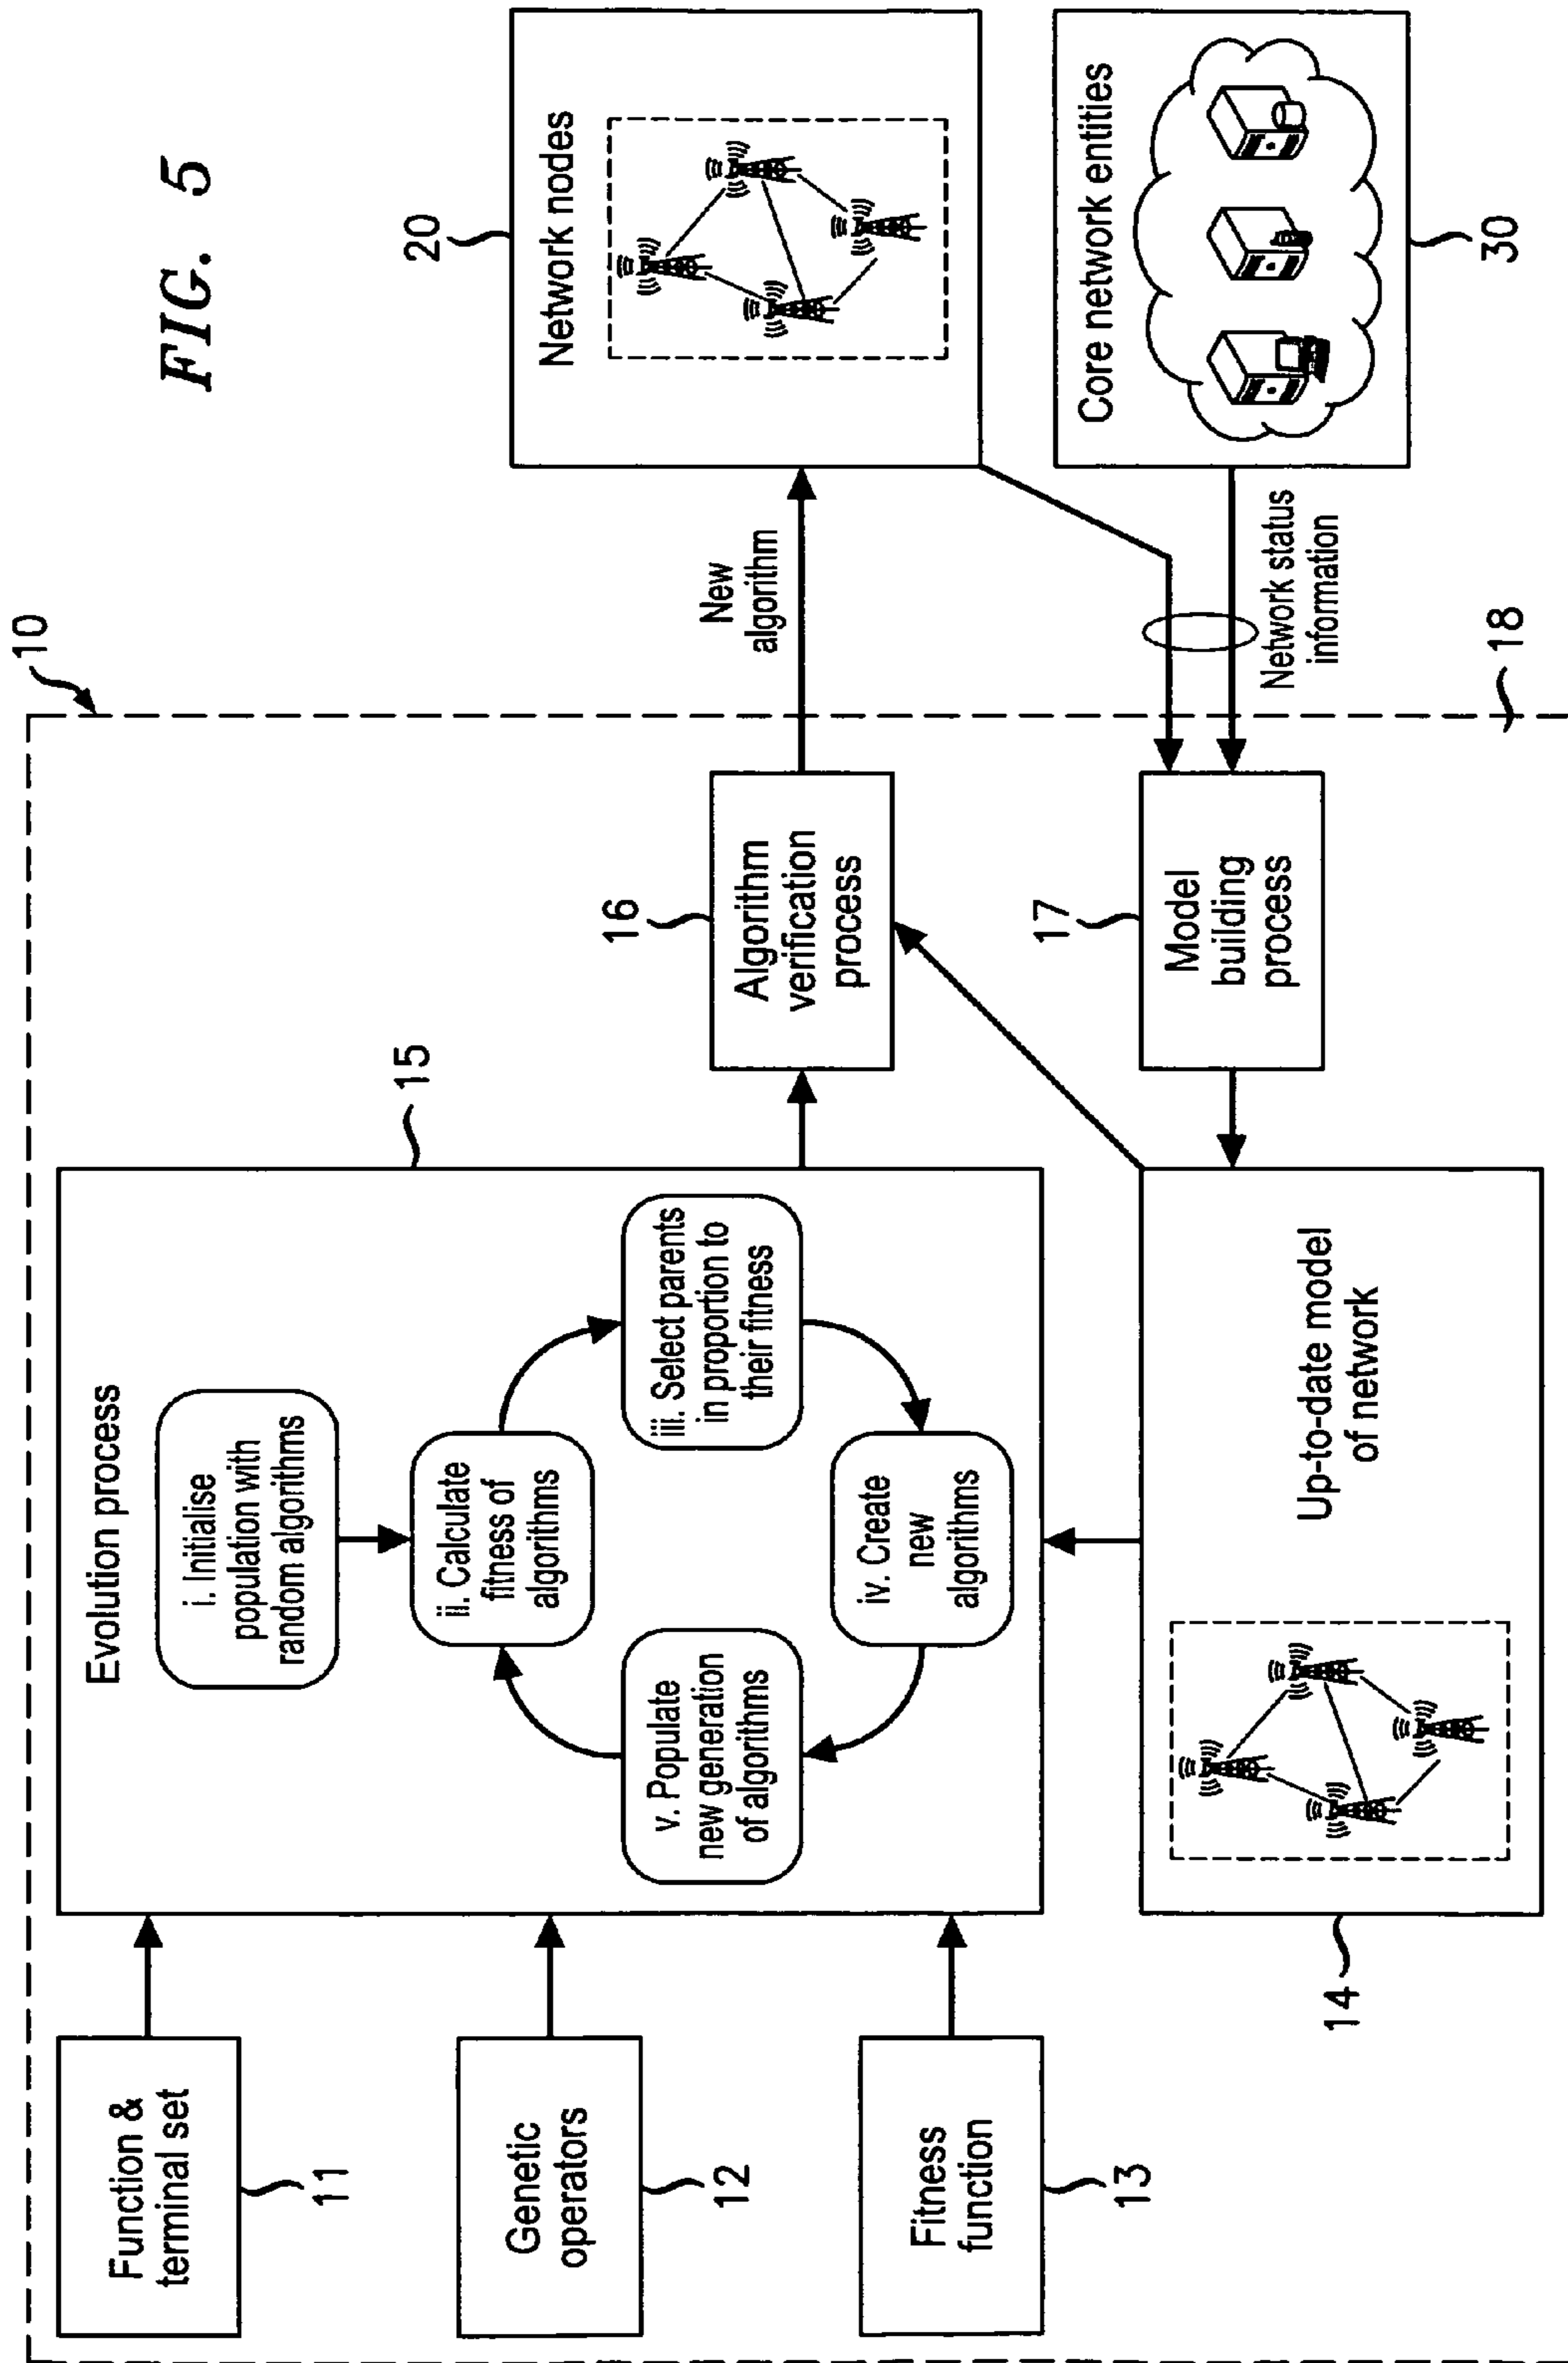 FIG. 5
10
Function &
terminal set
11
Genetic
operators
12
Fitness
function
13
Evolution process
15
i. Initialise
population with
random algorithms
ii. Calculate
fitness of
algorithms
iii. Select parents
in proportion to
their fitness
iv. Create
new
algorithms
v. Populate
new generation
of algorithms
Up-to-date model
of network
14
16
Algorithm
verification
process
17
Model
building
process
New
algorithm
Network status
information
18
20
Network nodes
Core network entities
30